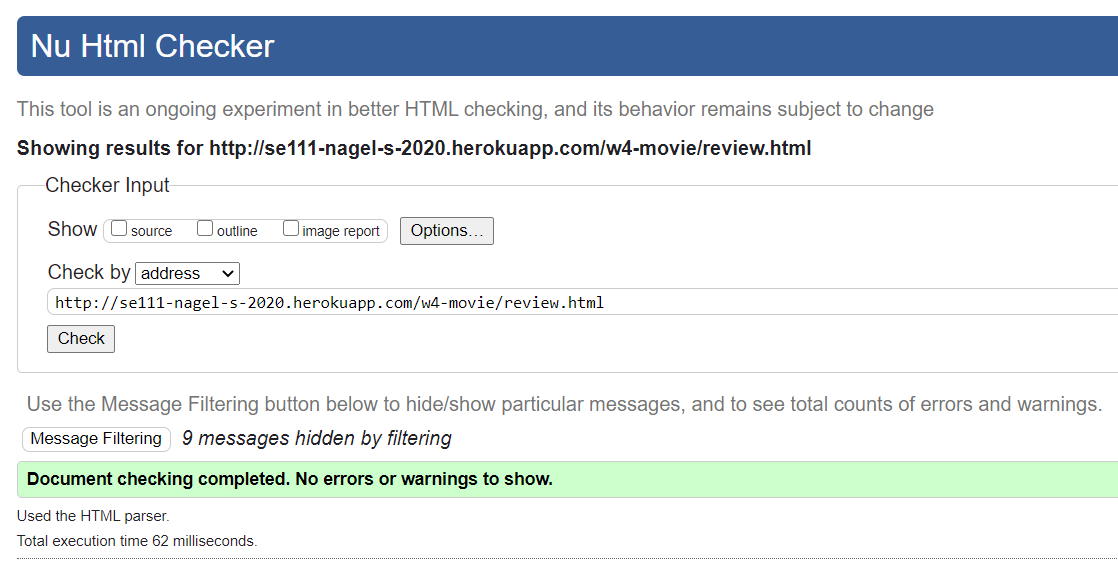 Nu Html Checker
This tool is an ongoing experiment in better HTML checking, and its behavior remains subject to change
Showing results for http://se111-nagel-s-2020.herokuapp.com/w4-movie/review.html
Checker Input
Show source outline image report Options...
Check by address
http://se111-nagel-s-2020.herokuapp.com/w4-movie/review.html
Check
Use the Message Filtering button below to hide/show particular messages, and to see total counts of errors and warnings.
Message Filtering 9 messages hidden by filtering
Document checking completed. No errors or warnings to show.
Used the HTML parser.
Total execution time 62 milliseconds.